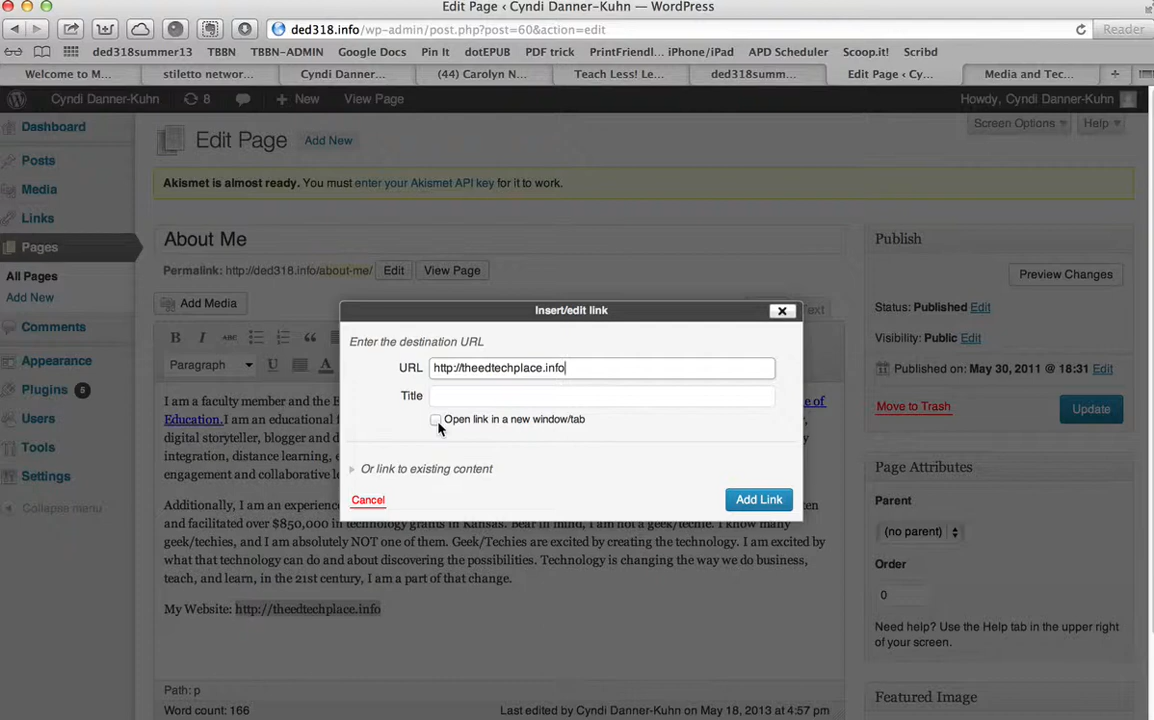 Edit Page ‹ Cyndi Danner-Kuhn — WordPress
ded318.info/wp-admin/post.php?post=60&action=edit
Reader
ded318summer13 TBBN TBBN-ADMIN Google Docs Pin It dotEPUB PDF trick PrintFriendl... iPhone/iPad APD Scheduler Scoop.it! Scribd
Welcome to M... stiletto networ... Cyndi Danner... (44) Carolyn N... Teach Less! Le... ded318summ... Edit Page ‹ Cy... Media and Tec...
Cyndi Danner-Kuhn 8 + New View Page Howdy, Cyndi Danner-Kuhn
Dashboard
Posts
Media
Links
Pages
All Pages
Add New
Comments
Appearance
Plugins 5
Users
Tools
Settings
Collapse menu
Edit Page Add New
Screen Options Help
Akismet is almost ready. You must enter your Akismet API key for it to work.
About Me
Permalink: http://ded318.info/about-me/ Edit View Page
Add Media
B I ABC
Paragraph U
I am a faculty member and the E
of
Education. I am an educational
digital storyteller, blogger and d
integration, distance learning, e
engagement and collaborative l
Additionally, I am an experience
and facilitated over $850,000 in technology grants in Kansas. Bear in mind, I am not a geek/techie. I know many
geek/techies, and I am absolutely NOT one of them. Geek/Techies are excited by creating the technology. I am excited by
what that technology can do and about discovering the possibilities. Technology is changing the way we do business,
teach, and learn, in the 21st century, I am a part of that change.
My Website: http://theedtechplace.info
Path: p
Word count: 166 Last edited by Cyndi Danner-Kuhn on May 18, 2013 at 4:57 pm
Insert/edit link
Enter the destination URL
URL http://theedtechplace.info
Title
Open link in a new window/tab
Or link to existing content
Cancel Add Link
Publish
Preview Changes
Status: Published Edit
Visibility: Public Edit
Published on: May 30, 2011 @ 18:31 Edit
Move to Trash Update
Page Attributes
Parent
(no parent)
Order
0
Need help? Use the Help tab in the upper right
of your screen.
Featured Image